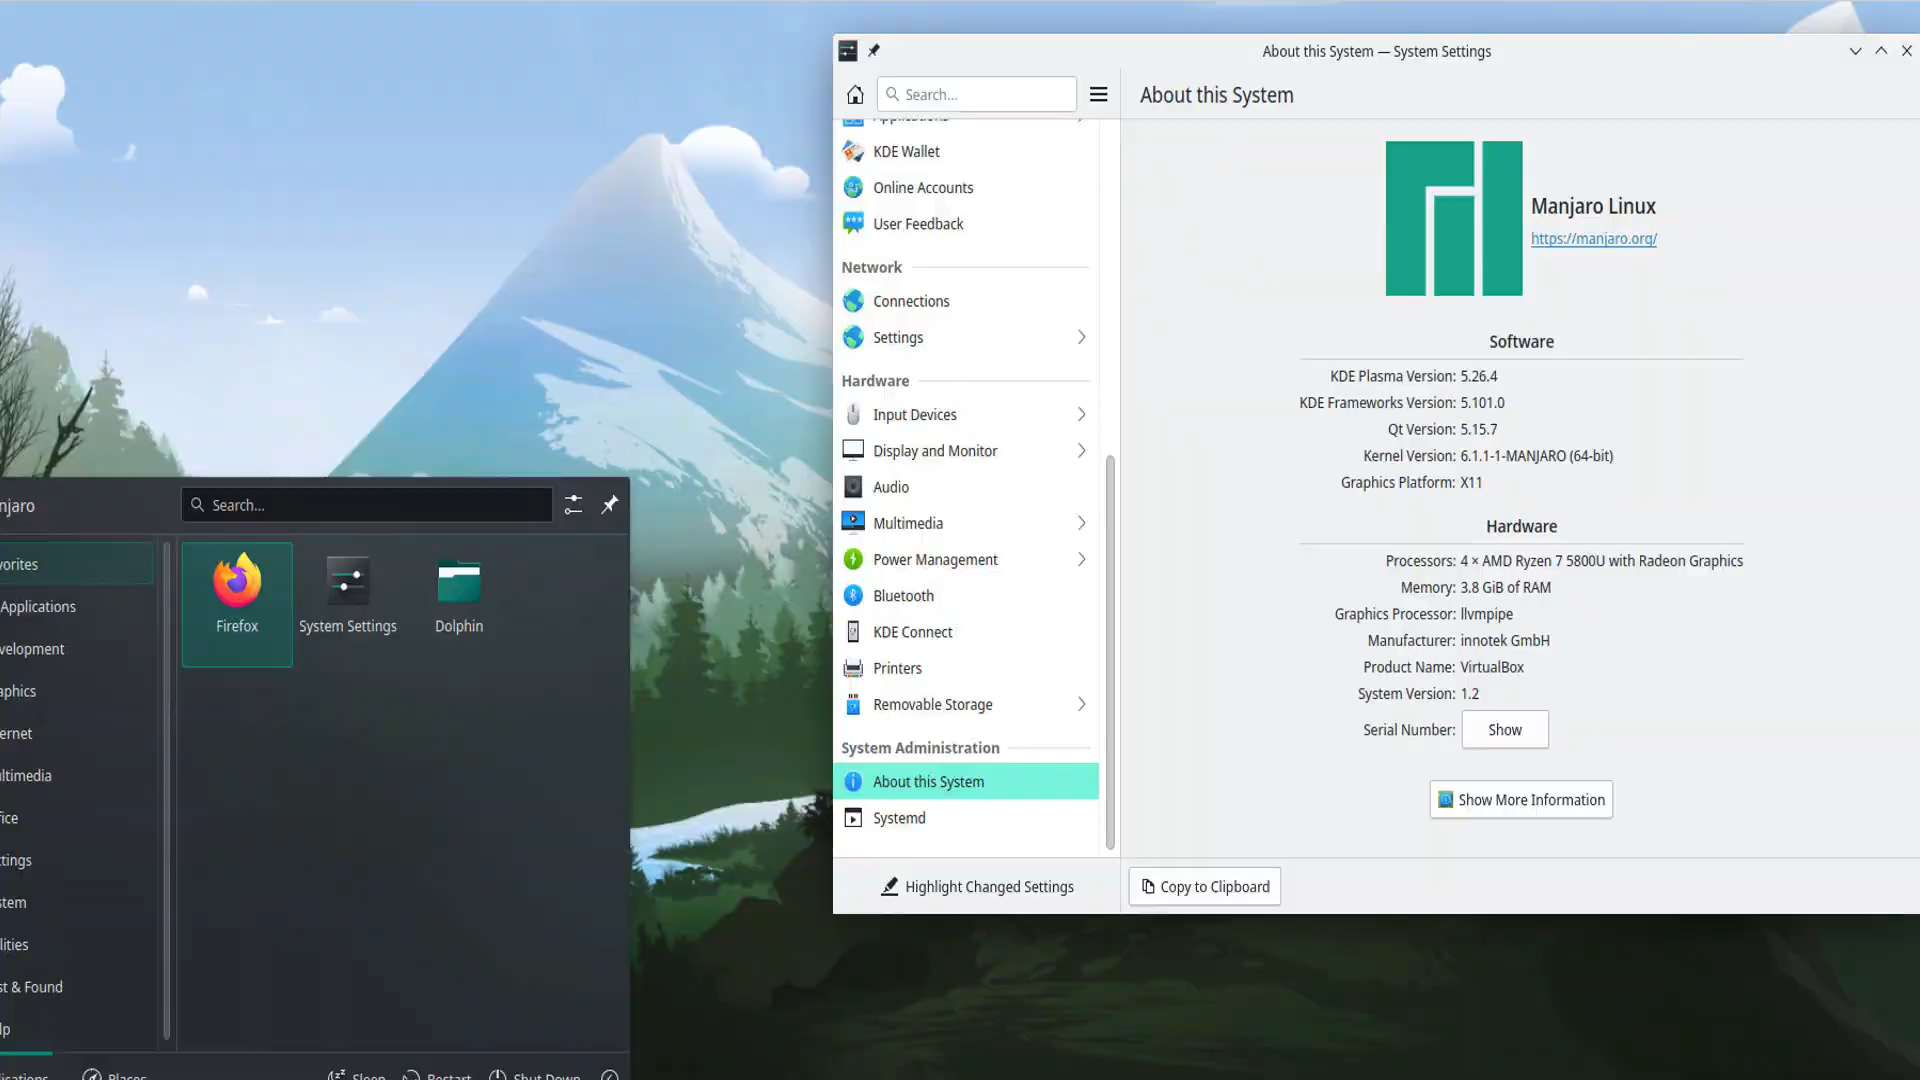 About this System — System Settings
Search...
About this System
Applications
KDE Wallet
Online Accounts
User Feedback
Network
Connections
Settings
Hardware
Input Devices
Display and Monitor
Audio
Multimedia
Power Management
Bluetooth
KDE Connect
Printers
Removable Storage
System Administration
About this System
Systemd
Highlight Changed Settings
Manjaro Linux
https://manjaro.org/
Software
KDE Plasma Version: 5.26.4
KDE Frameworks Version: 5.101.0
Qt Version: 5.15.7
Kernel Version: 6.1.1-1-MANJARO (64-bit)
Graphics Platform: X11
Hardware
Processors: 4 × AMD Ryzen 7 5800U with Radeon Graphics
Memory: 3.8 GiB of RAM
Graphics Processor: llvmpipe
Manufacturer: innotek GmbH
Product Name: VirtualBox
System Version: 1.2
Serial Number: Show
Show More Information
Copy to Clipboard
njaro
Search...
vorites
Applications
velopment
aphics
ernet
ultimedia
fice
ttings
stem
ilities
st & Found
lp
Firefox
System Settings
Dolphin
ications
Places
Sleep
Restart
Shut Down